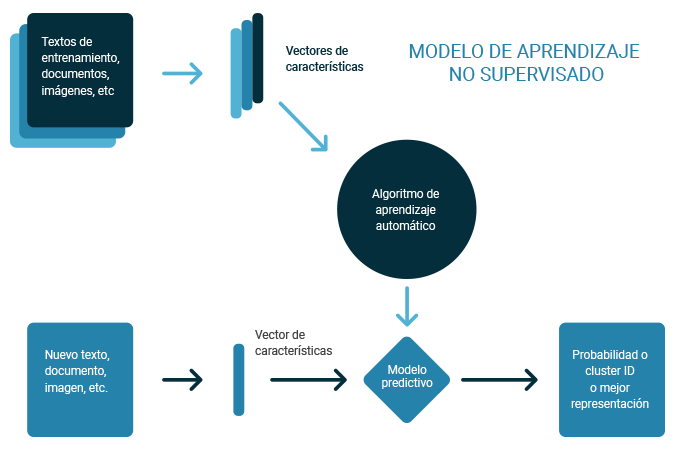 MODELO DE APRENDIZAJE
NO SUPERVISADO
Textos de
entrenamiento,
documentos,
imágenes, etc
Vectores de
características
Algoritmo de
aprendizaje
automático
Nuevo texto,
documento,
imagen, etc.
Vector de
características
Modelo
predictivo
Probabilidad o
cluster ID
o mejor
representación